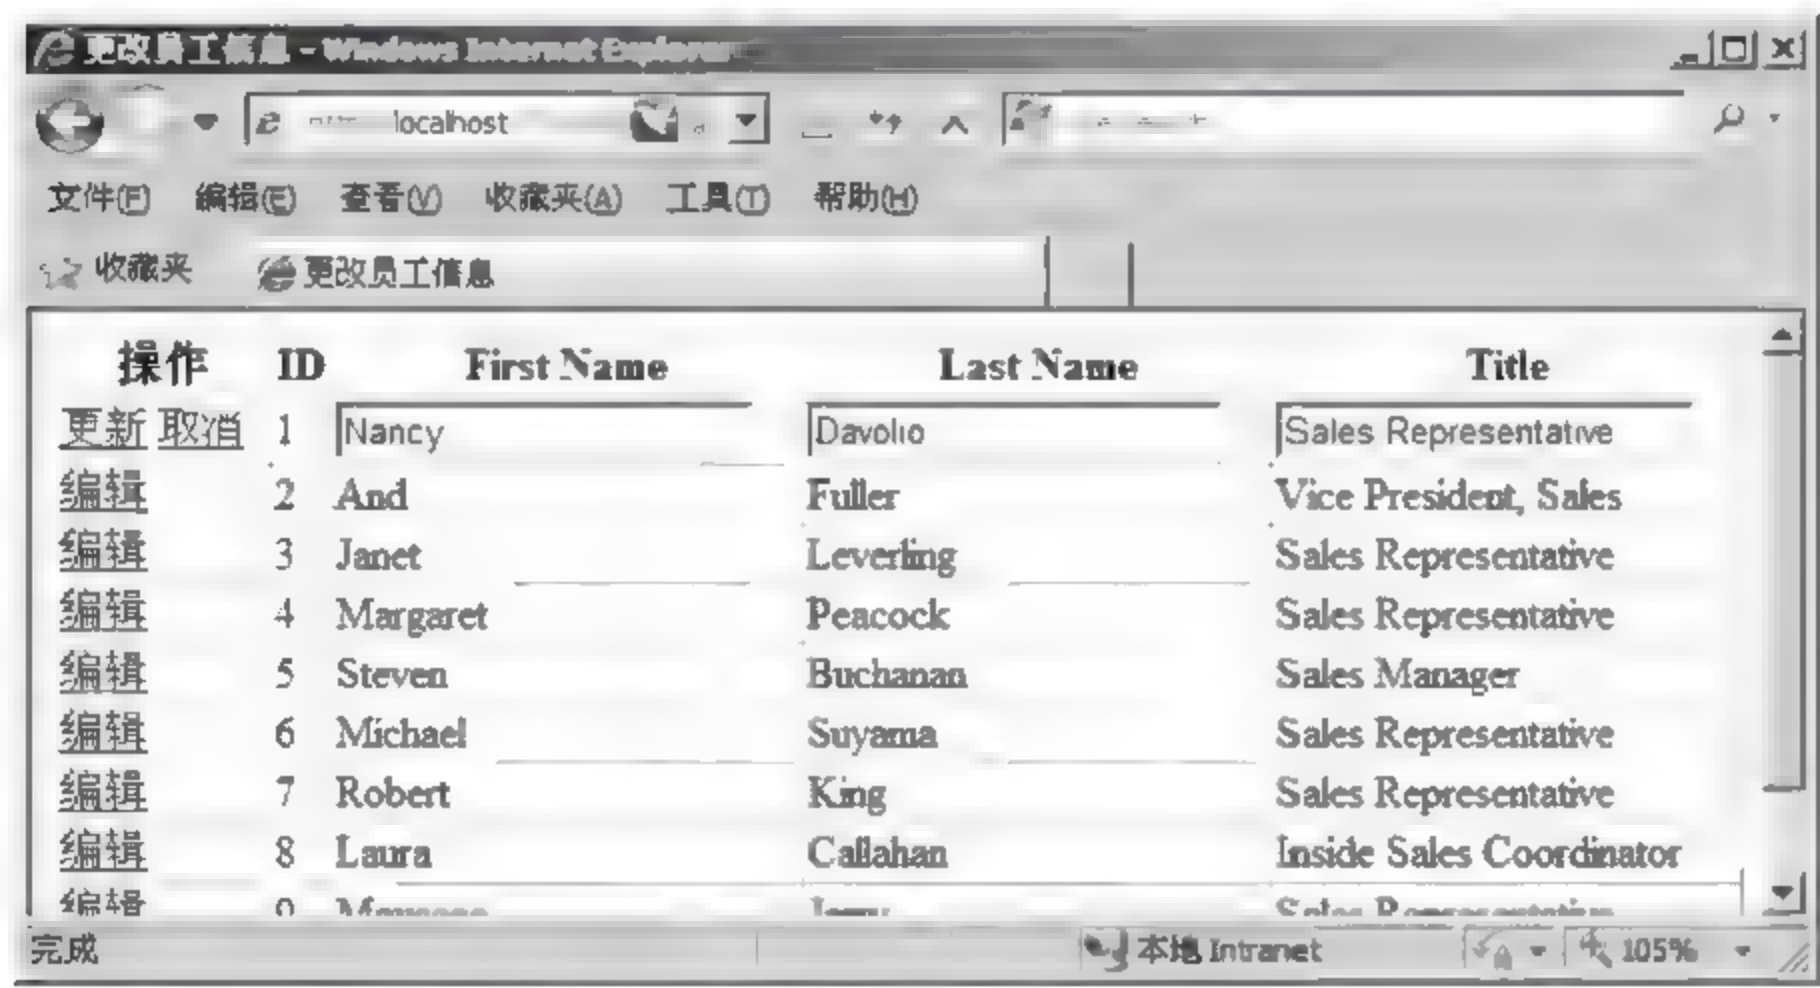 更改员工信息 - Windows Internet Explorer
localhost
文件(F) 编辑(E) 查看(V) 收藏夹(A) 工具(T) 帮助(H)
收藏夹 更改员工信息
操作 ID First Name Last Name Title
更新 取消 1 Nancy Davolio Sales Representative
编辑 2 And Fuller Vice President, Sales
编辑 3 Janet Leverling Sales Representative
编辑 4 Margaret Peacock Sales Representative
编辑 5 Steven Buchanan Sales Manager
编辑 6 Michael Suyama Sales Representative
编辑 7 Robert King Sales Representative
编辑 8 Laura Callahan Inside Sales Coordinator
编辑 9 Sales Representative
完成 本地 Intranet 105%